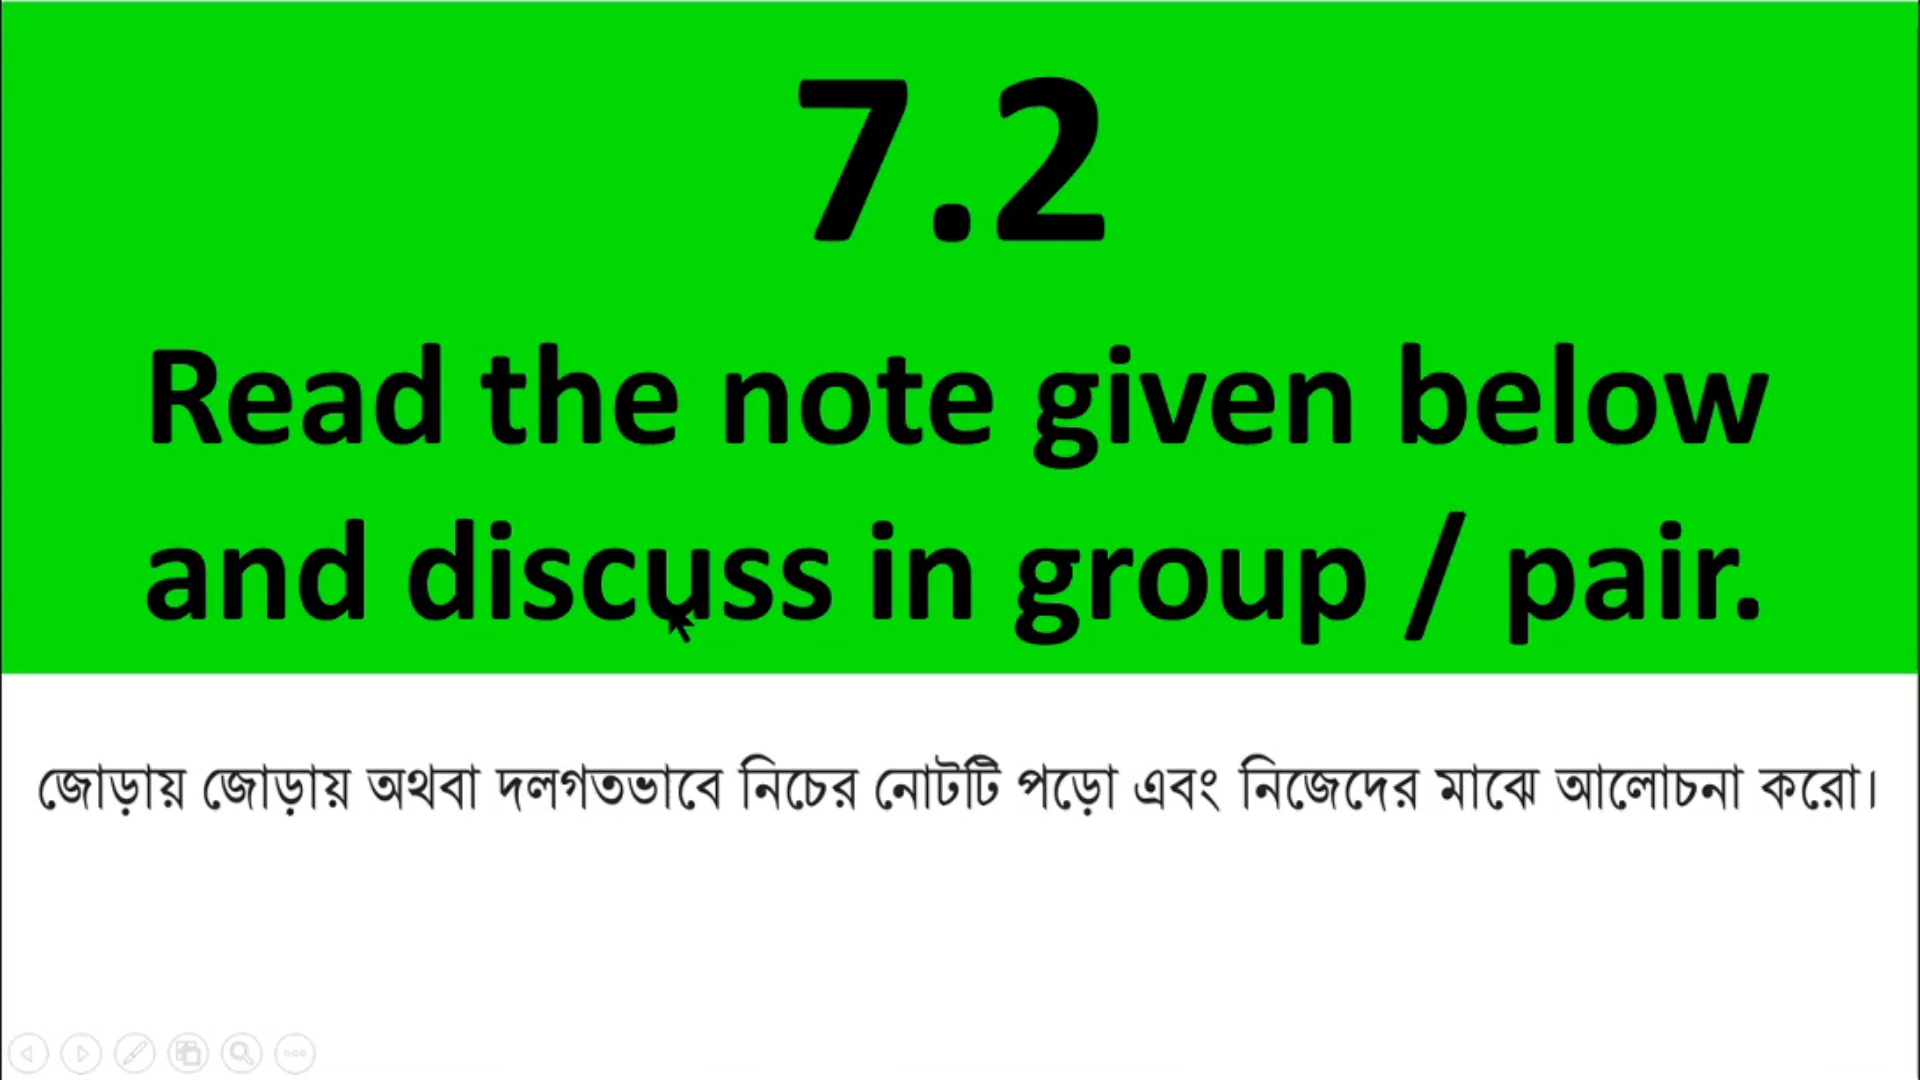 7.2
Read the note given below
and discuss in group / pair.
জোড়ায় জোড়ায় অথবা দলগতভাবে নিচের নোটটি পড়ো এবং নিজেদের মাঝে আলোচনা করো।